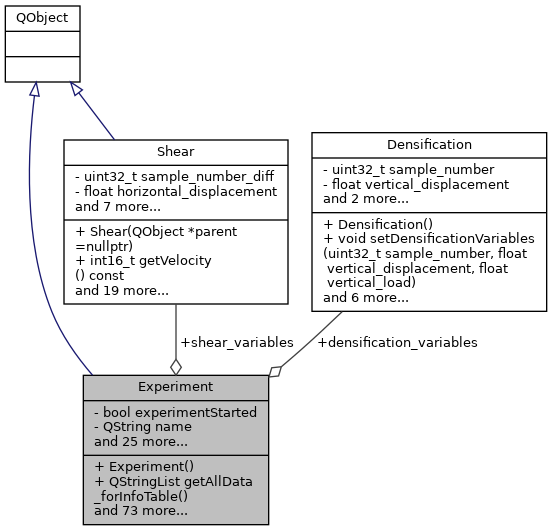 QObject
Shear
- uint32_t sample_number_diff
- float horizontal_displacement
and 7 more...
+ Shear(QObject *parent
=nullptr)
+ int16_t getVelocity
() const
and 19 more...
Densification
- uint32_t sample_number
- float vertical_displacement
and 2 more...
+ Densification()
+ void setDensificationVariables
(uint32_t sample_number, float
vertical_displacement, float
vertical_load)
and 6 more...
+shear_variables
+densification_variables
Experiment
- bool experimentStarted
- QString name
and 25 more...
+ Experiment()
+ QStringList getAllData
_forInfoTable()
and 73 more...